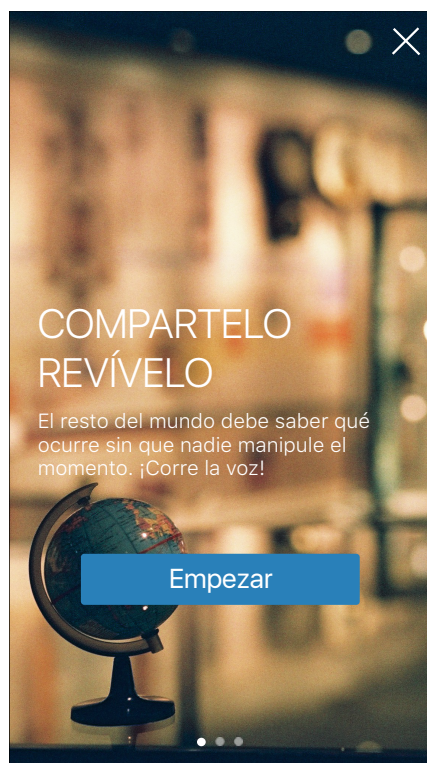 COMPARTELO
REVÍVELO
El resto del mundo debe saber qué
ocurre sin que nadie manipule el
momento. ¡Corre la voz!
Empezar